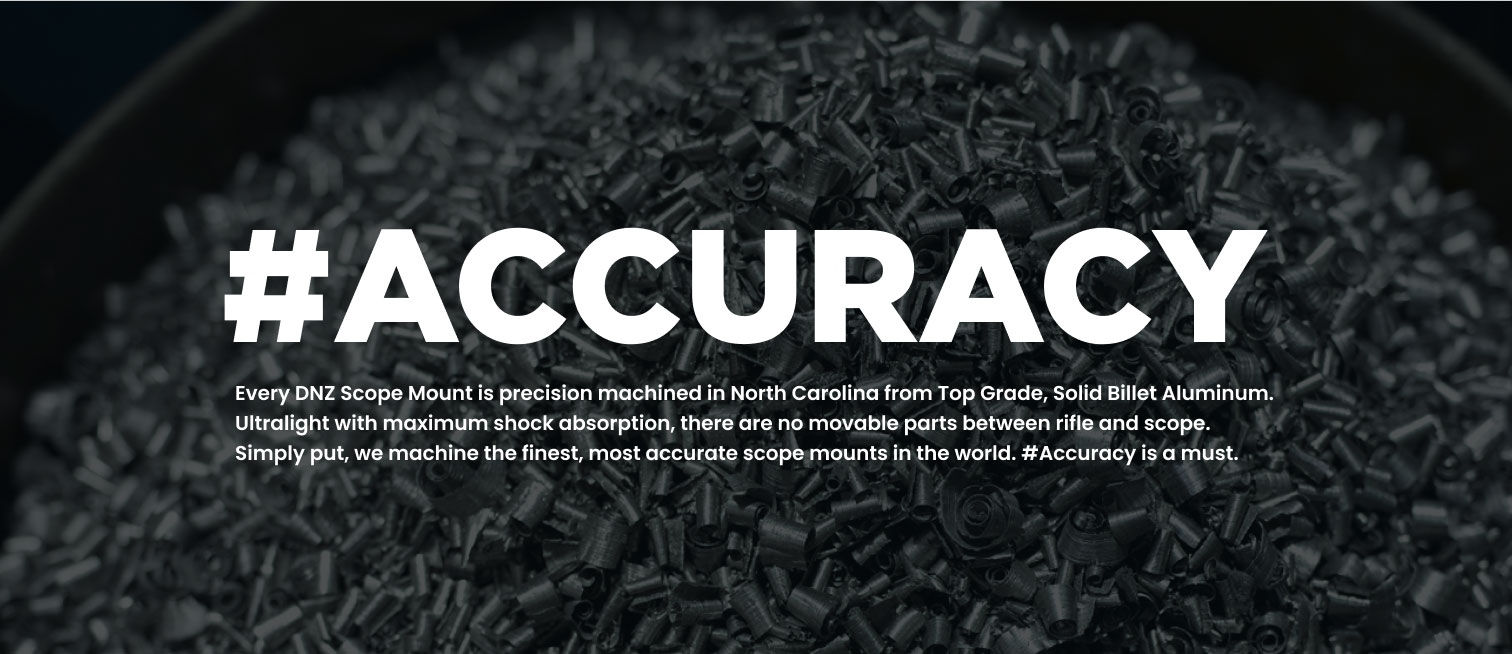 #ACCURACY
Every DNZ Scope Mount is precision machined in North Carolina from Top Grade, Solid Billet Aluminum.
Ultralight with maximum shock absorption, there are no movable parts between rifle and scope.
Simply put, we machine the finest, most accurate scope mounts in the world. #Accuracy is a must.